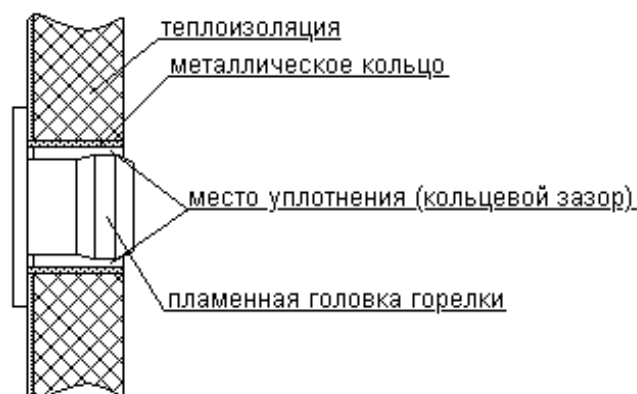 теплоизоляция
металлическое кольцо
место уплотнения (кольцевой зазор)
пламенная головка горелки